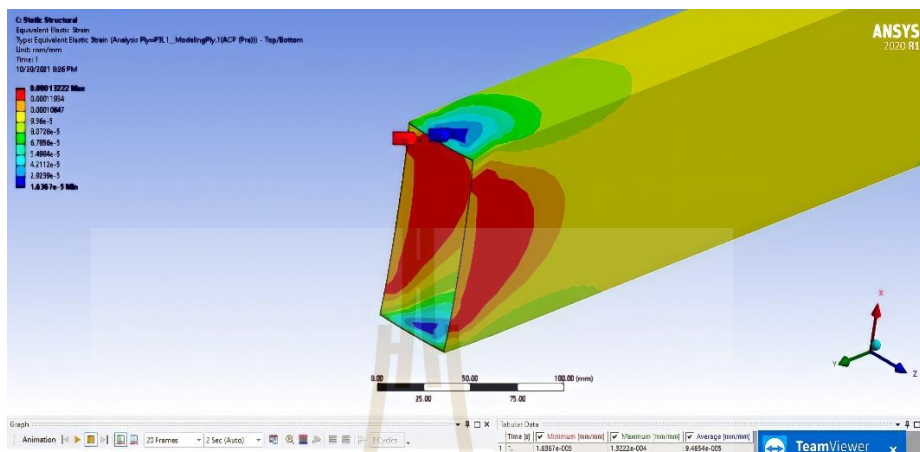 C: Static Structural
Equivalent Elastic Strain
Type: Equivalent Elastic Strain (Analysis Ply=P3L1__ModelingPly.1(ACP (Pre))) - Top/Bottom
Unit: mm/mm
Time: 1
10/20/2021 8:26 PM
0.00013222 Max
0.00011934
0.00010647
9.36e-5
8.0728e-5
6.7856e-5
5.4984e-5
4.2112e-5
2.9239e-5
1.6367e-5 Min
ANSYS
2020 R1
X
Y
Z
0.00 50.00 100.00 (mm)
25.00 75.00
Graph
Tabular Data
Animation 20 Frames 2 Sec (Auto) 3 Cycles
Time [s] Minimum [mm/mm] Maximum [mm/mm] Average [mm/mm]
1 1. 1.6367e-005 1.3222e-004 9.4654e-005
TeamViewer